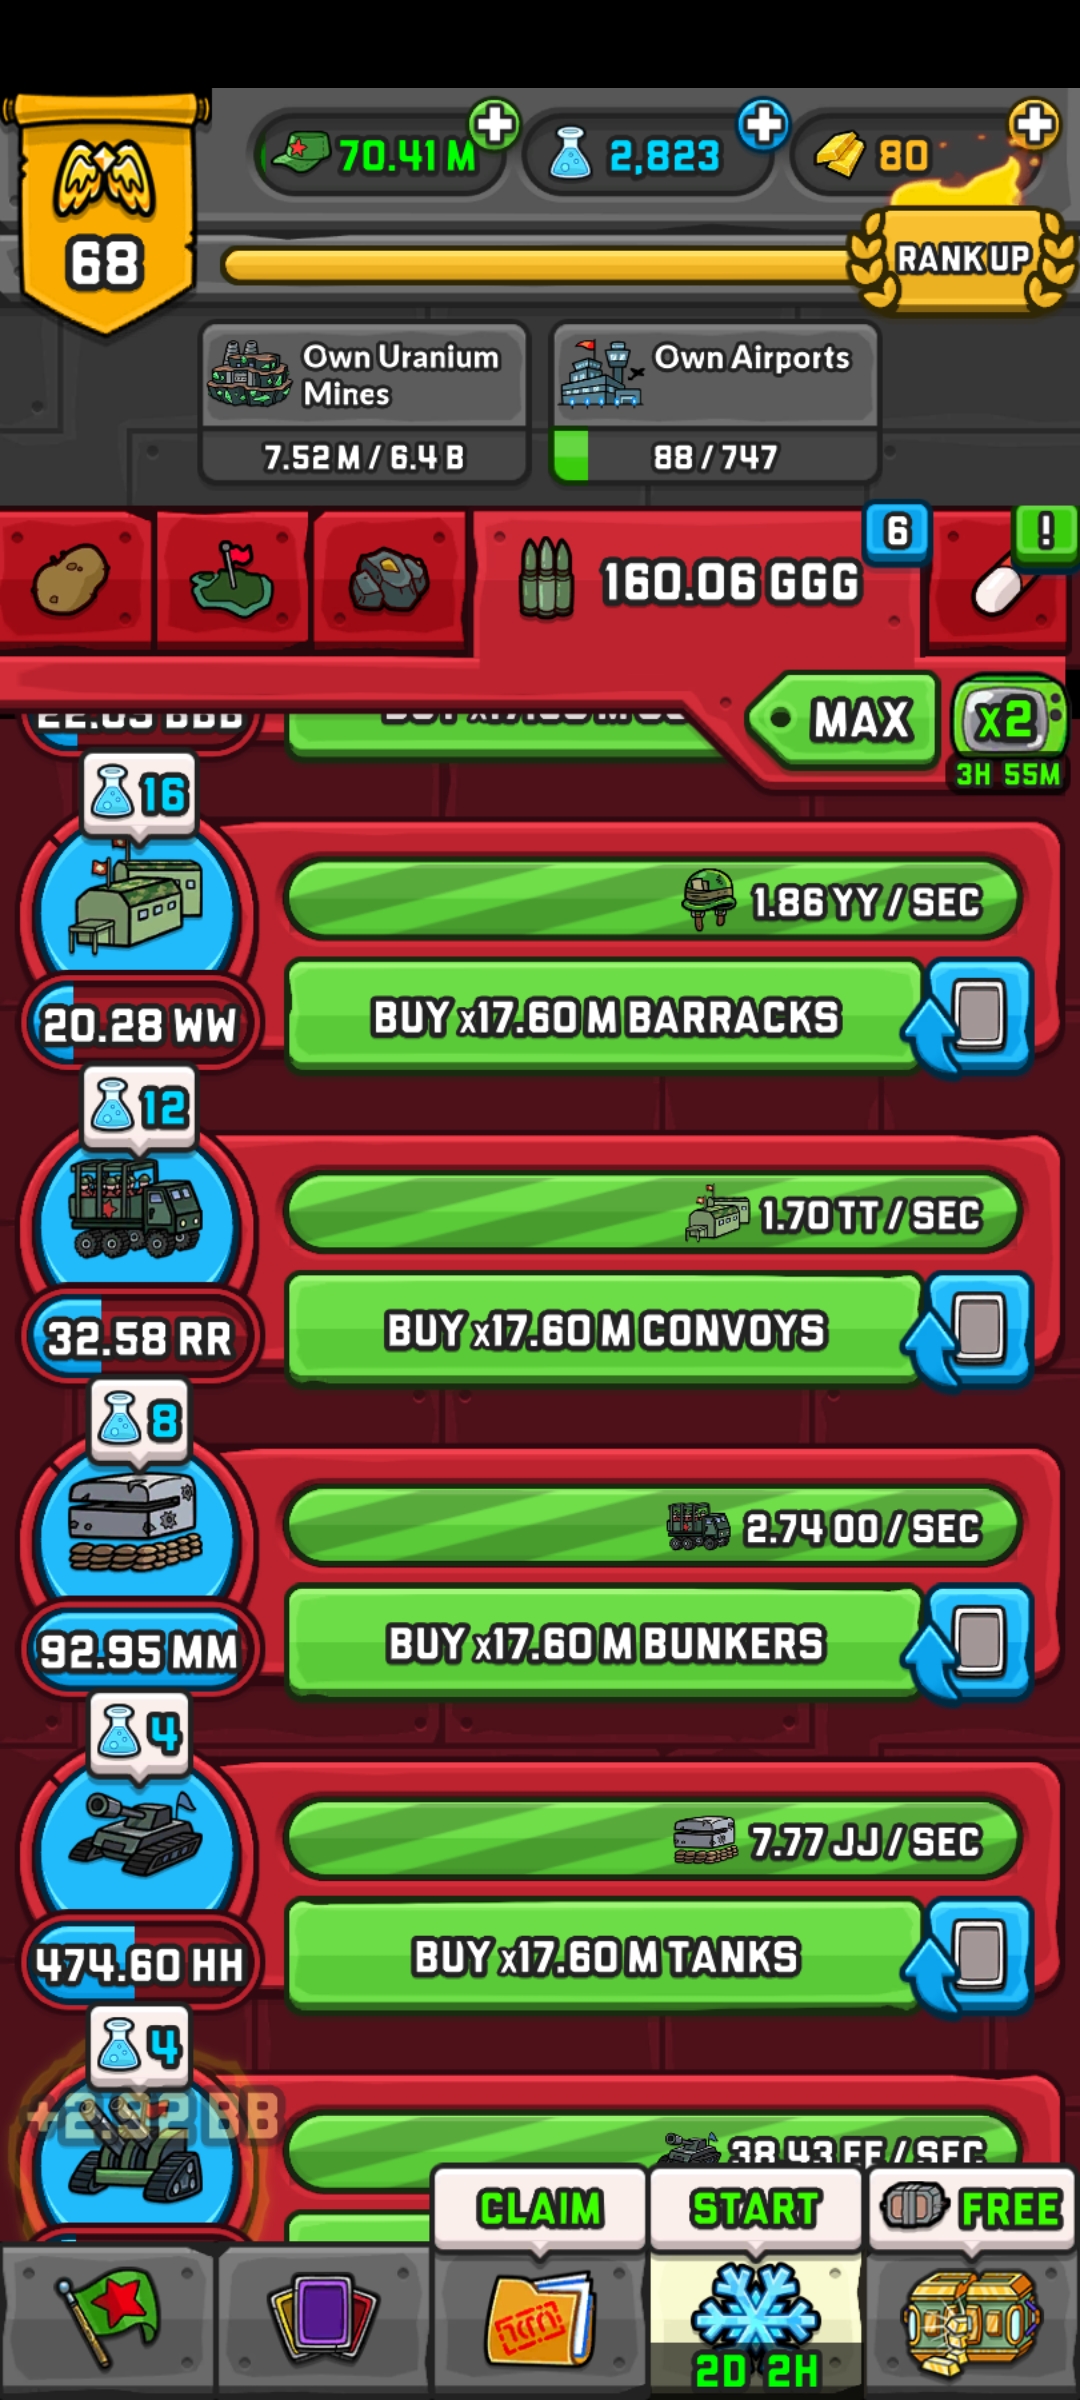 70.41 M
2,823
80
68
RANK UP
Own Uranium
Mines
7.52 M / 6.4 B
Own Airports
88 / 747
160.06 GGG
6
!
MAX
x2
3H 55M
16
1.86 YY / SEC
20.28 WW
BUY x17.60 M BARRACKS
12
1.70 TT / SEC
32.58 RR
BUY x17.60 M CONVOYS
8
2.74 OO / SEC
92.95 MM
BUY x17.60 M BUNKERS
4
7.77 JJ / SEC
474.60 HH
BUY x17.60 M TANKS
4
+2.92 BB
38.43 EE / SEC
CLAIM
START
FREE
2D 2H